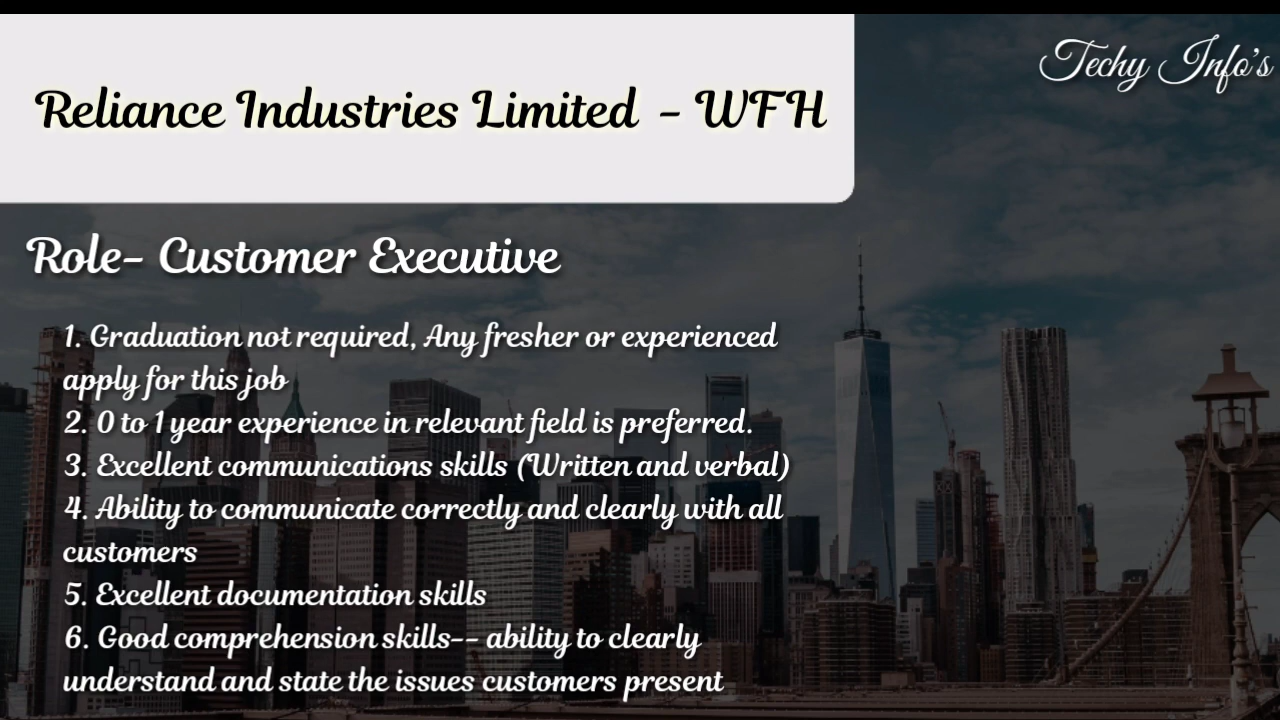 Techy Info's
Reliance Industries Limited - WFH
Role- Customer Executive
1. Graduation not required, Any fresher or experienced
apply for this job
2. 0 to 1 year experience in relevant field is preferred.
3. Excellent communications skills (Written and verbal)
4. Ability to communicate correctly and clearly with all
customers
5. Excellent documentation skills
6. Good comprehension skills-- ability to clearly
understand and state the issues customers present